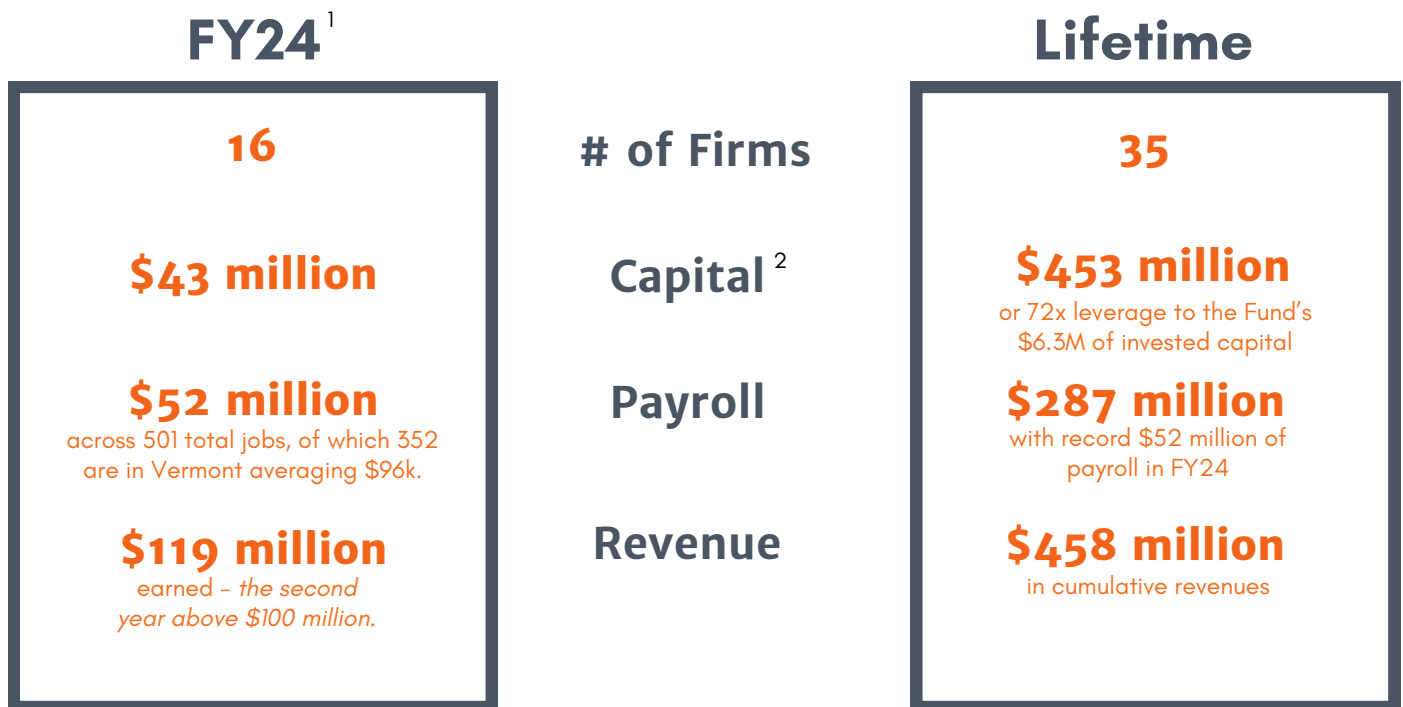 FY24 1
Lifetime
16
# of Firms
35
$43 million
Capital 2
$453 million
or 72x leverage to the Fund's
$6.3M of invested capital
$52 million
across 501 total jobs, of which 352
are in Vermont averaging $96k.
Payroll
$287 million
with record $52 million of
payroll in FY24
$119 million
earned - the second
year above $100 million.
Revenue
$458 million
in cumulative revenues